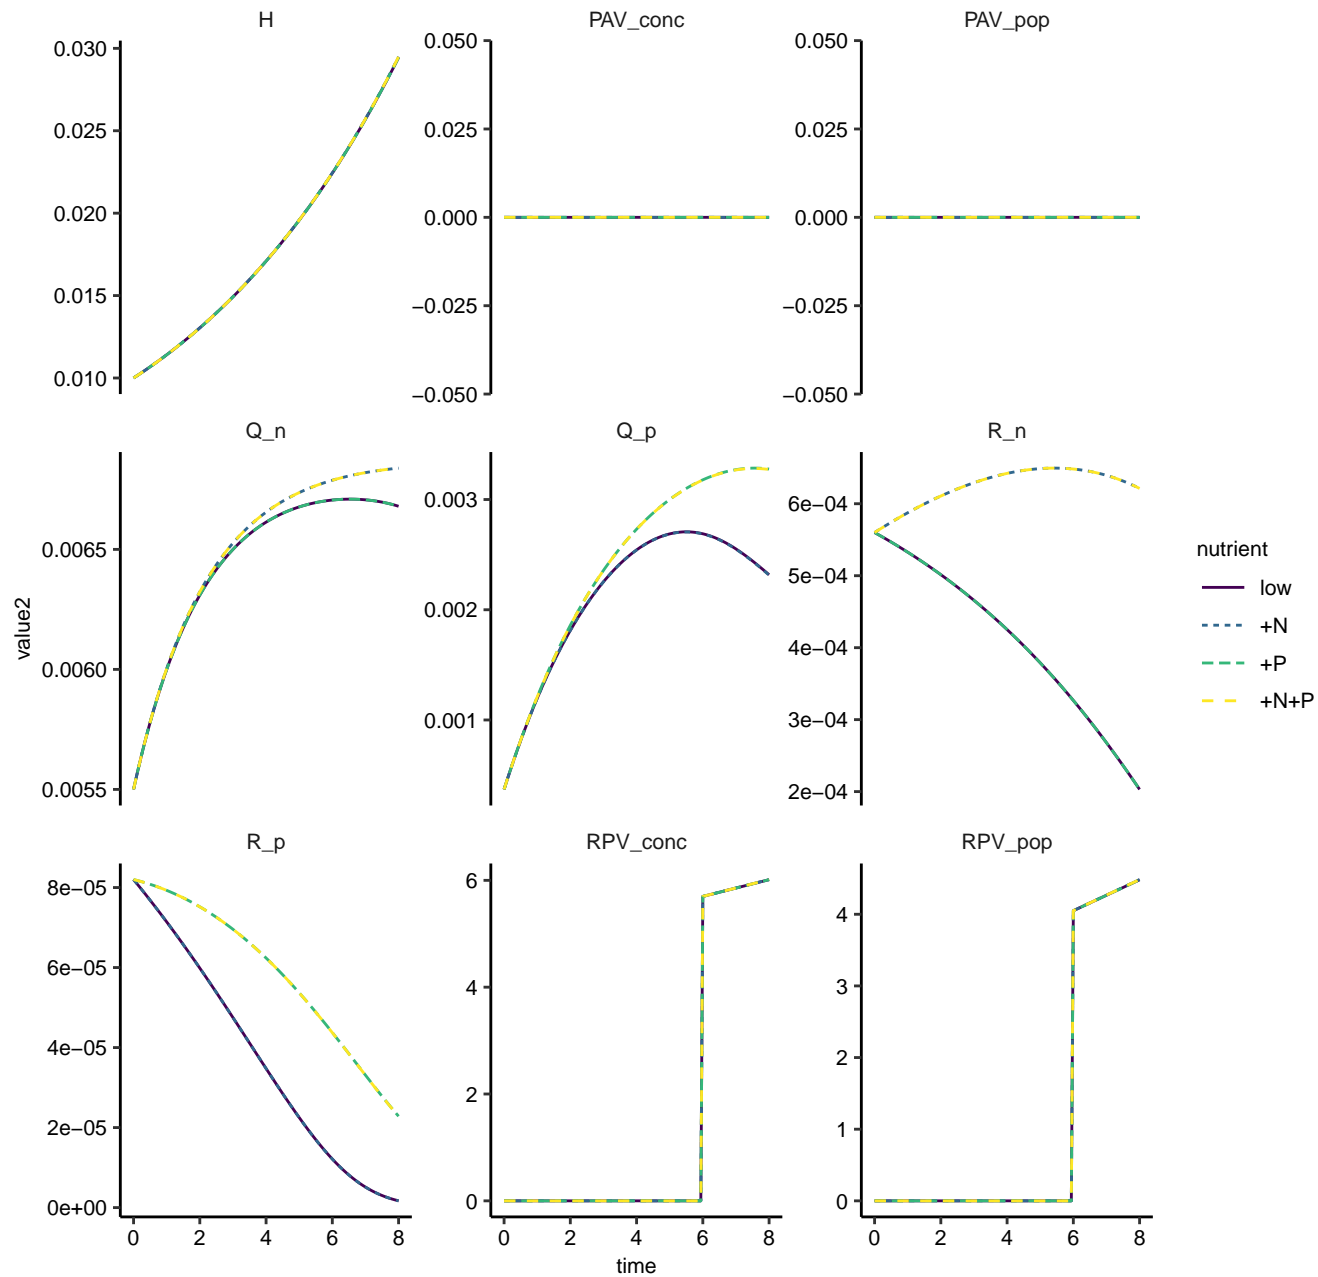 H
PAV_conc
PAV_pop
0.030
0.025
0.020
0.015
0.010
0.050
0.025
0.000
−0.025
−0.050
0.050
0.025
0.000
−0.025
−0.050
Q_n
Q_p
R_n
0.0065
0.0060
0.0055
0.003
0.002
0.001
6e−04
5e−04
4e−04
3e−04
2e−04
R_p
RPV_conc
RPV_pop
8e−05
6e−05
4e−05
2e−05
0e+00
6
4
2
0
4
3
2
1
0
0 2 4 6 8
0 2 4 6 8
0 2 4 6 8
time
value2
nutrient
low
+N
+P
+N+P